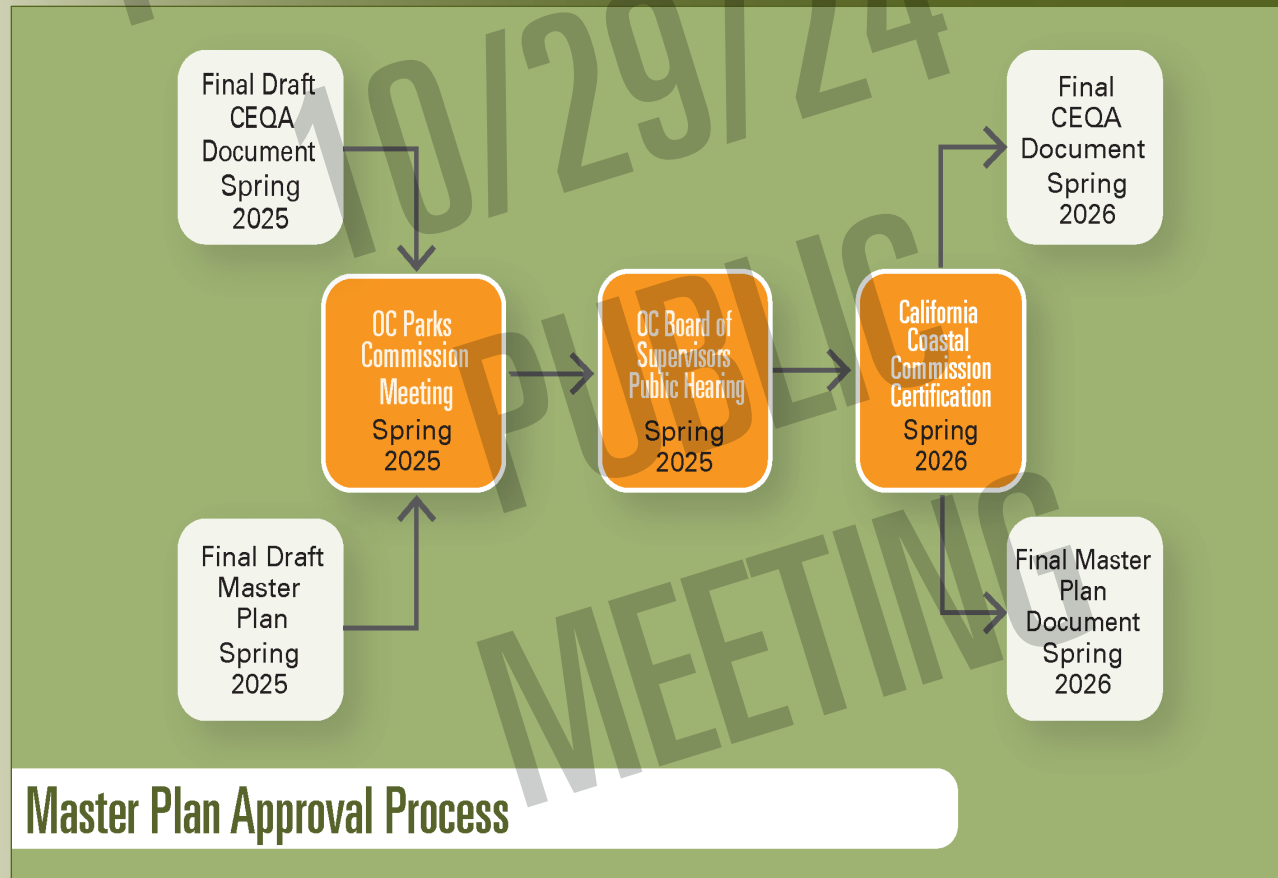 10/29/24
PUBLIC
MEETING
Final Draft
CEQA
Document
Spring
2025
Final
CEQA
Document
Spring
2026
OC Parks
Commission
Meeting
Spring
2025
OC Board of
Supervisors
Public Hearing
Spring
2025
California
Coastal
Commission
Certification
Spring
2026
Final Draft
Master
Plan
Spring
2025
Final Master
Plan
Document
Spring
2026
Master Plan Approval Process